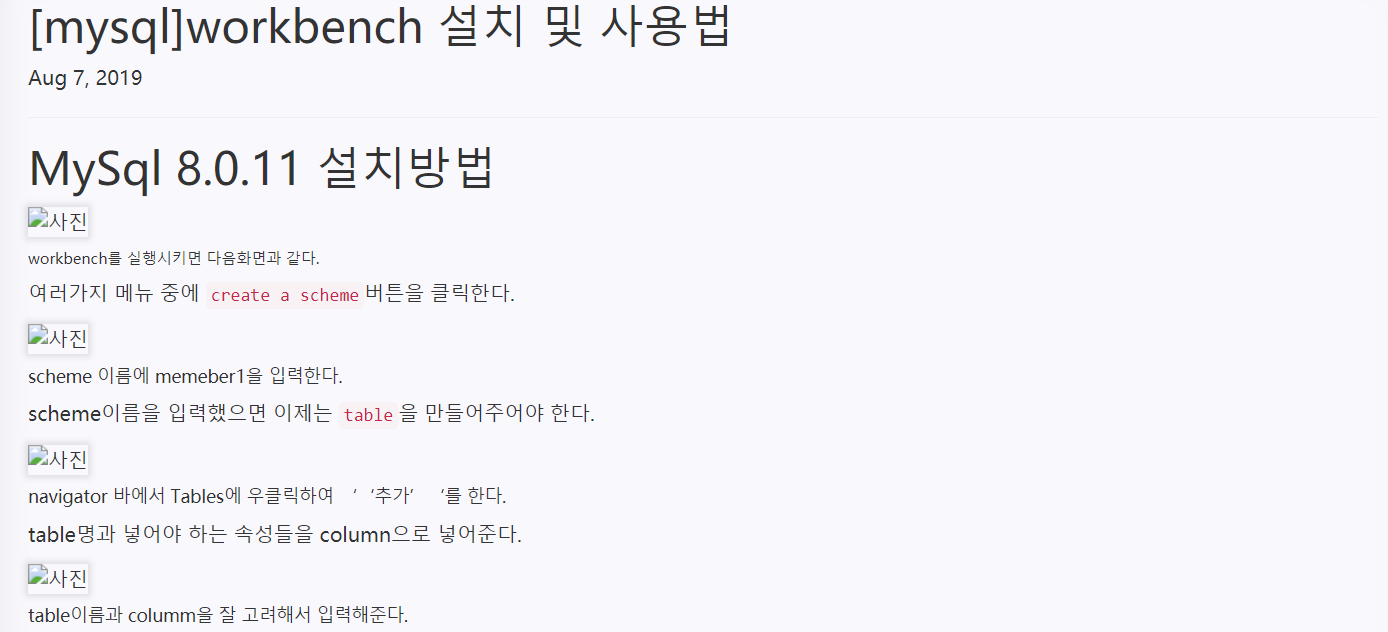 [mysql]workbench 설치 및 사용법
Aug 7, 2019
MySql 8.0.11 설치방법
사진
workbench를 실행시키면 다음화면과 같다.
여러가지 메뉴 중에 create a scheme 버튼을 클릭한다.
사진
scheme 이름에 memeber1을 입력한다.
scheme이름을 입력했으면 이제는 table 을 만들어주어야 한다.
사진
navigator 바에서 Tables에 우클릭하여 ‘ ‘추가’ ‘를 한다.
table명과 넣어야 하는 속성들을 column으로 넣어준다.
사진
table이름과 columm을 잘 고려해서 입력해준다.